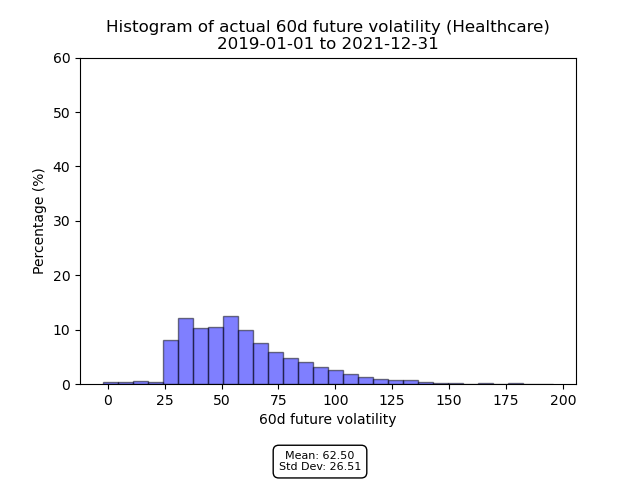 Histogram of actual 60d future volatility (Healthcare)
2019-01-01 to 2021-12-31
60
50
40
30
20
10
0
Percentage (%)
0 25 50 75 100 125 150 175 200
60d future volatility
Mean: 62.50
Std Dev: 26.51